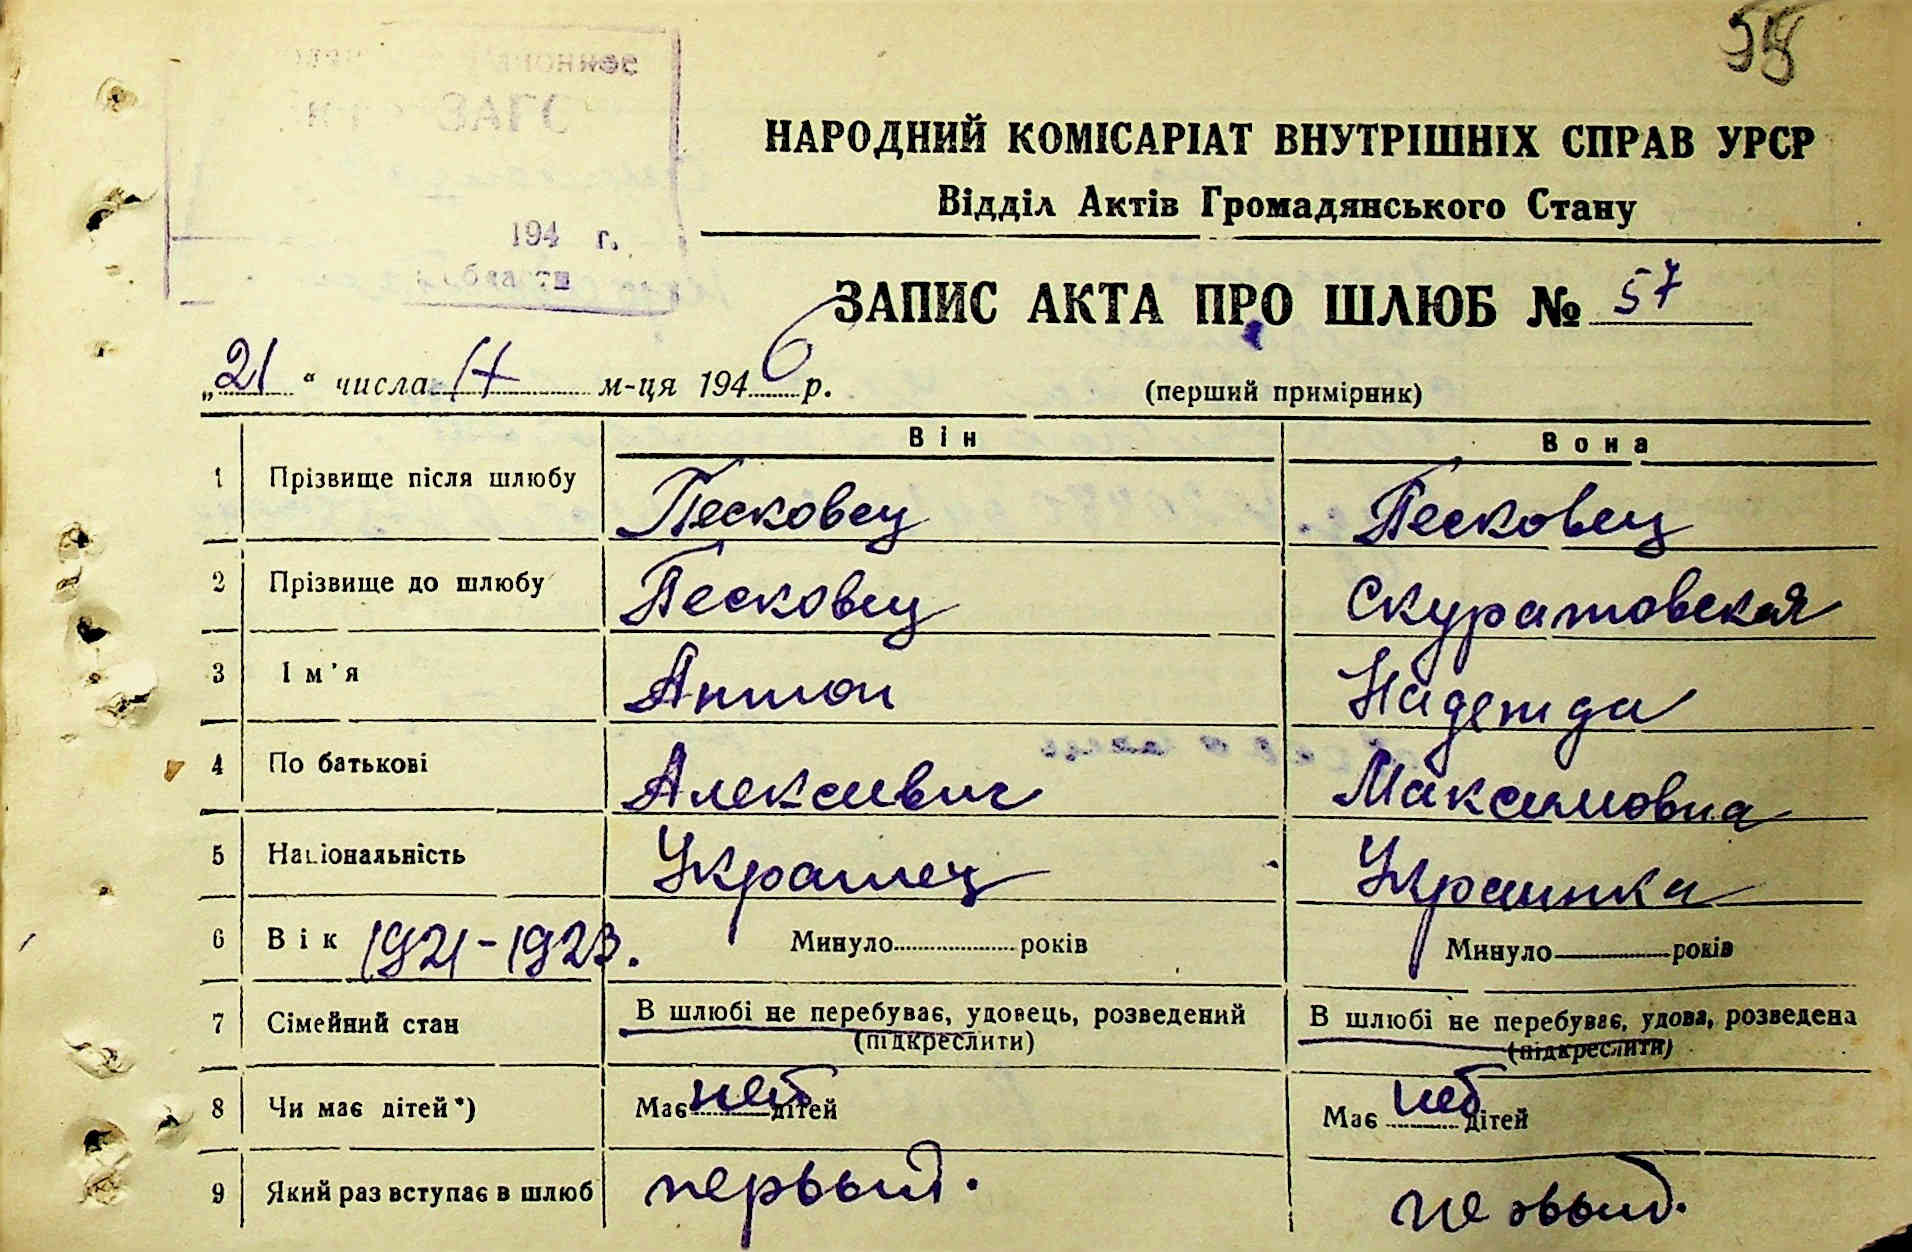 98
ЗАГС
194 г.
НАРОДНИЙ КОМІСАРІАТ ВНУТРІШНІХ СПРАВ УРСР
Відділ Актів Громадянського Стану
ЗАПИС АКТА ПРО ШЛЮБ № 57
„21“ числа м-ця 1946 р.
(перший примірник)
Він Вона
1 Прізвище після шлюбу Песковец Песковец
2 Прізвище до шлюбу Песковец Скуратовская
3 Ім'я Антон Надежда
4 По батькові Алексеевич Максимовна
5 Національність Украинец Украинка
6 Вік 1921-1923. Минуло років Минуло років
7 Сімейний стан В шлюбі не перебуває, удовець, розведений В шлюбі не перебуває, удова, розведена
(підкреслити) (підкреслити)
8 Чи має дітей*) Має нет дітей Має нет дітей
9 Який раз вступає в шлюб первый. первый.